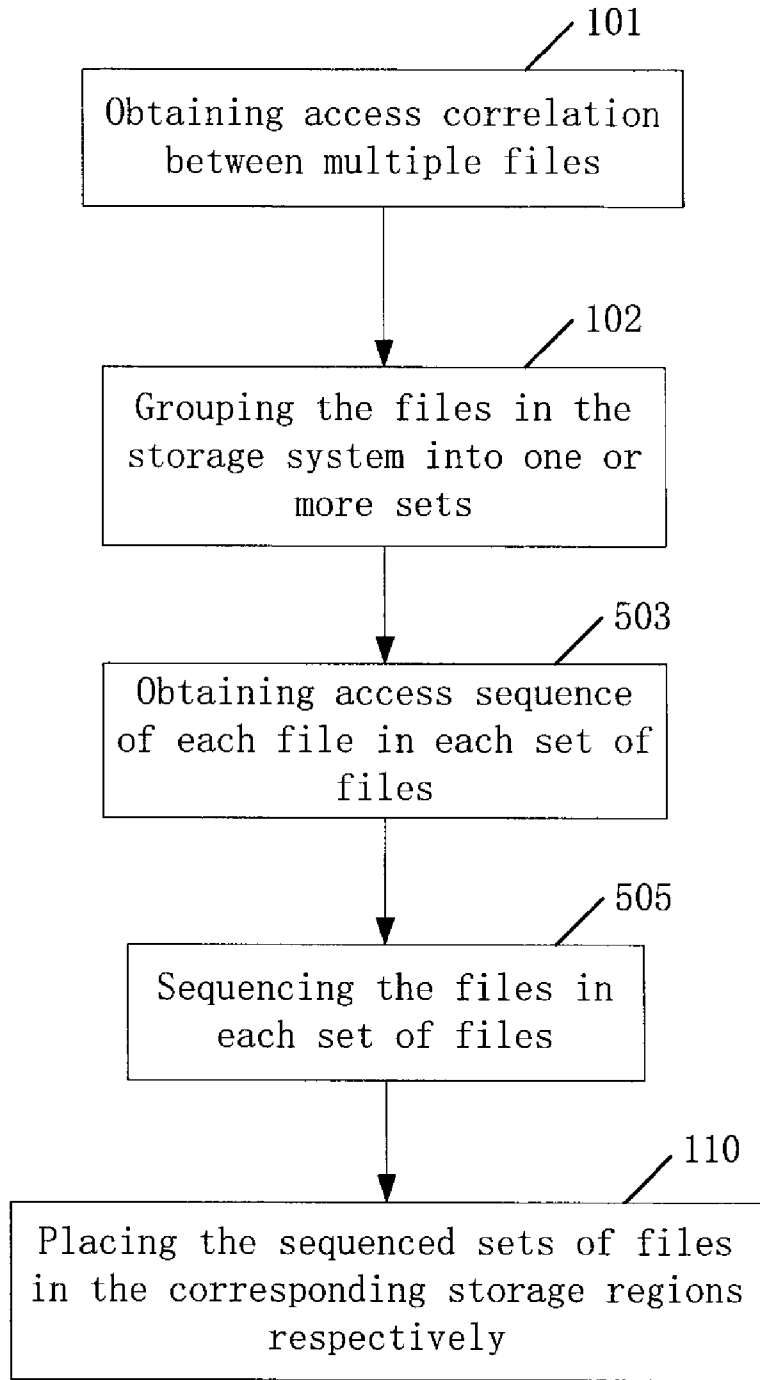 101
Obtaining access correlation
between multiple files
102
Grouping the files in the
storage system into one or
more sets
503
Obtaining access sequence
of each file in each set of
files
505
Sequencing the files in
each set of files
110
Placing the sequenced sets of files
in the corresponding storage regions
respectively